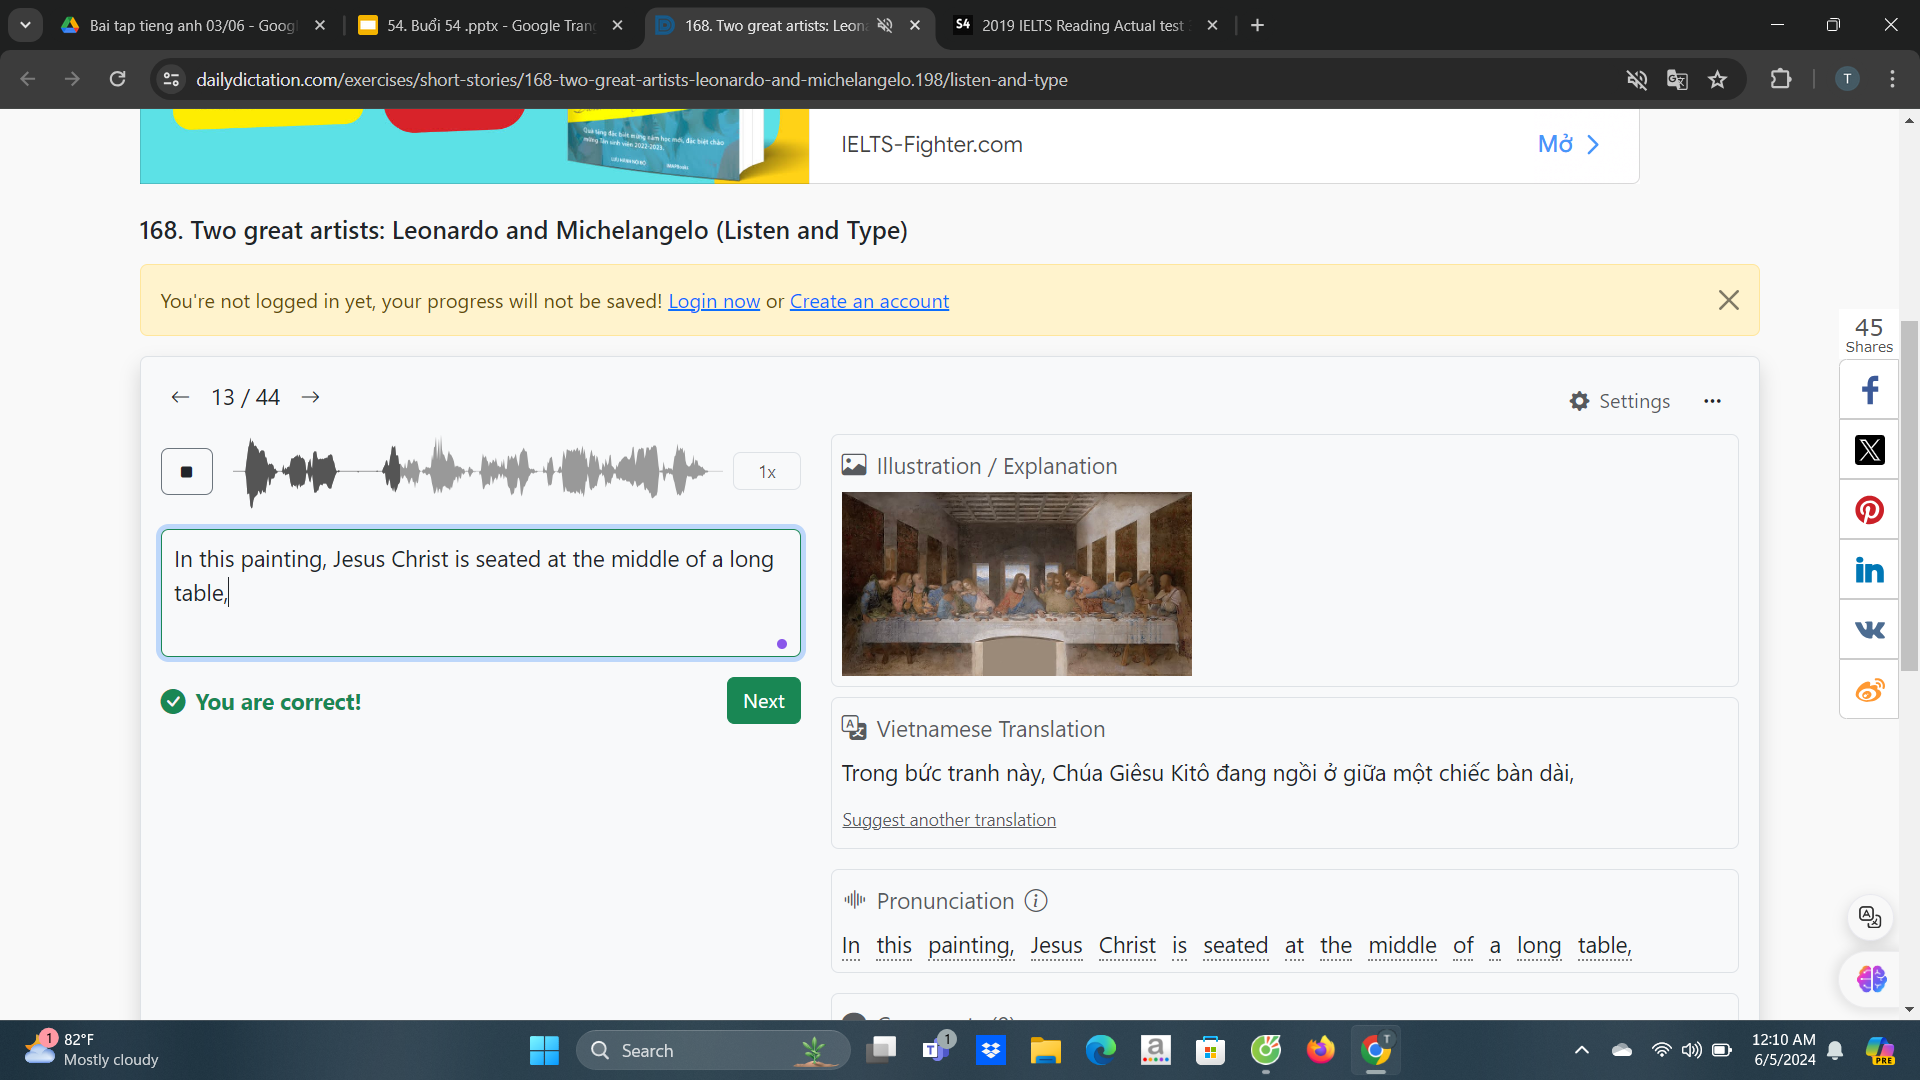 Bai tap tieng anh 03/06 - Googl
54. Buổi 54 .pptx - Google Tran
168. Two great artists: Leon
S4 2019 IELTS Reading Actual test
dailydictation.com/exercises/short-stories/168-two-great-artists-leonardo-and-michelangelo.198/listen-and-type
T
IELTS-Fighter.com
Mở
168. Two great artists: Leonardo and Michelangelo (Listen and Type)
You're not logged in yet, your progress will not be saved! Login now or Create an account
45
Shares
13 / 44
Settings
1x
Illustration / Explanation
In this painting, Jesus Christ is seated at the middle of a long
table,
You are correct!
Next
Vietnamese Translation
Trong bức tranh này, Chúa Giêsu Kitô đang ngồi ở giữa một chiếc bàn dài,
Suggest another translation
Pronunciation
In this painting, Jesus Christ is seated at the middle of a long table,
1
82°F
Mostly cloudy
Search
1
12:10 AM
6/5/2024
PRE